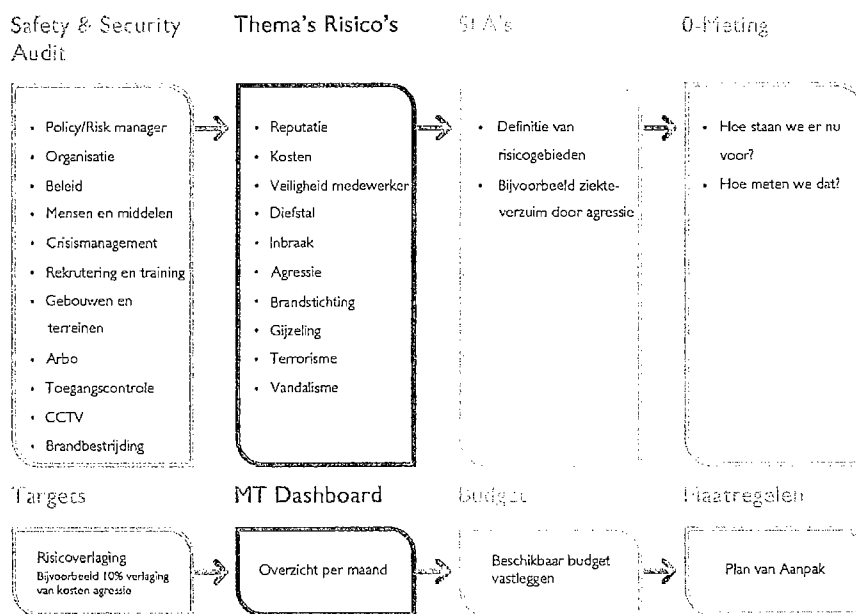 Safety & Security
Audit
Thema's Risico's
SLA's
0-Meting
• Policy/Risk manager
• Organisatie
• Beleid
• Mensen en middelen
• Crisismanagement
• Rekrutering en training
• Gebouwen en
terreinen
• Arbo
• Toegangscontrole
• CCTV
• Brandbestrijding
• Reputatie
• Kosten
• Veiligheid medewerker
• Diefstal
• Inbraak
• Agressie
• Brandstichting
• Gijzeling
• Terrorisme
• Vandalisme
• Definitie van
risicogebieden
• Bijvoorbeeld ziekte-
verzuim door agressie
• Hoe staan we er nu
voor?
• Hoe meten we dat?
Targets
MT Dashboard
Budget
Maatregelen
Risicoverlaging
Bijvoorbeeld 10% verlaging
van kosten agressie
Overzicht per maand
Beschikbaar budget
vastleggen
Plan van Aanpak